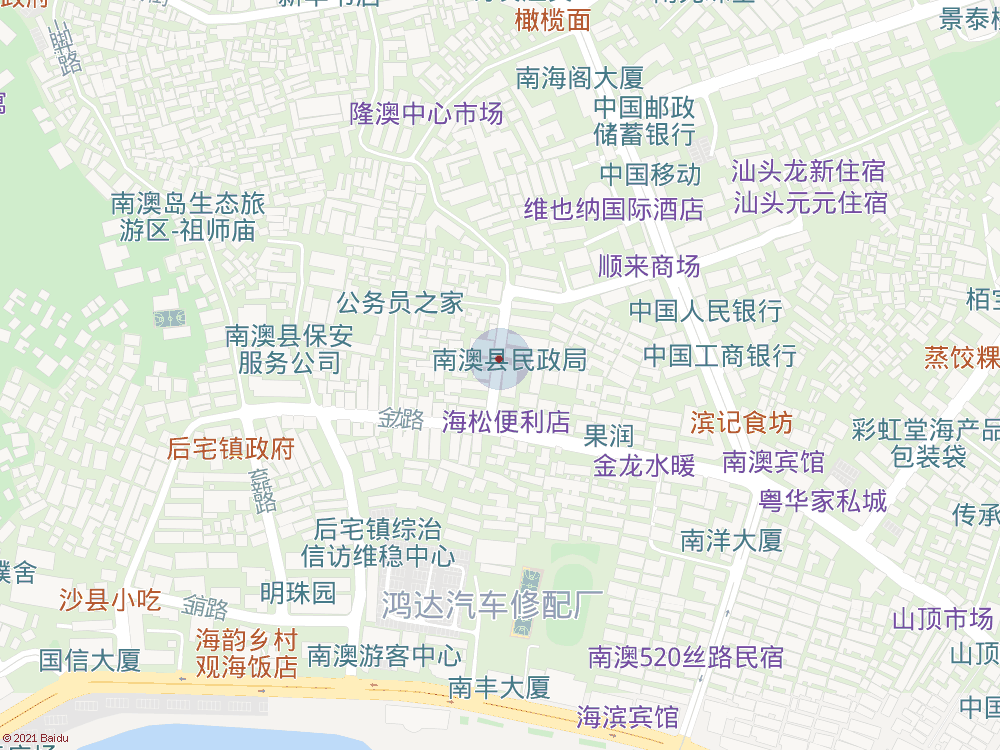 橄榄面
南海阁大厦
中国邮政
储蓄银行
隆澳中心市场
中国移动
汕头龙新住宿
汕头元元住宿
南澳岛生态旅
游区-祖师庙
维也纳国际酒店
顺来商场
公务员之家
中国人民银行
南澳县保安
服务公司
南澳县民政局
中国工商银行
蒸饺粿
金航路
海松便利店
果润
滨记食坊
彩虹堂海产品
包装袋
后宅镇政府
金龙水暖
南澳宾馆
粤华家私城
后宅镇综治
信访维稳中心
南洋大厦
传承
明珠园
沙县小吃
鸿达汽车修配厂
山顶市场
海韵乡村
观海饭店
国信大厦
南澳游客中心
南澳520丝路民宿
山顶
南丰大厦
海滨宾馆
中国
© 2021 Baidu